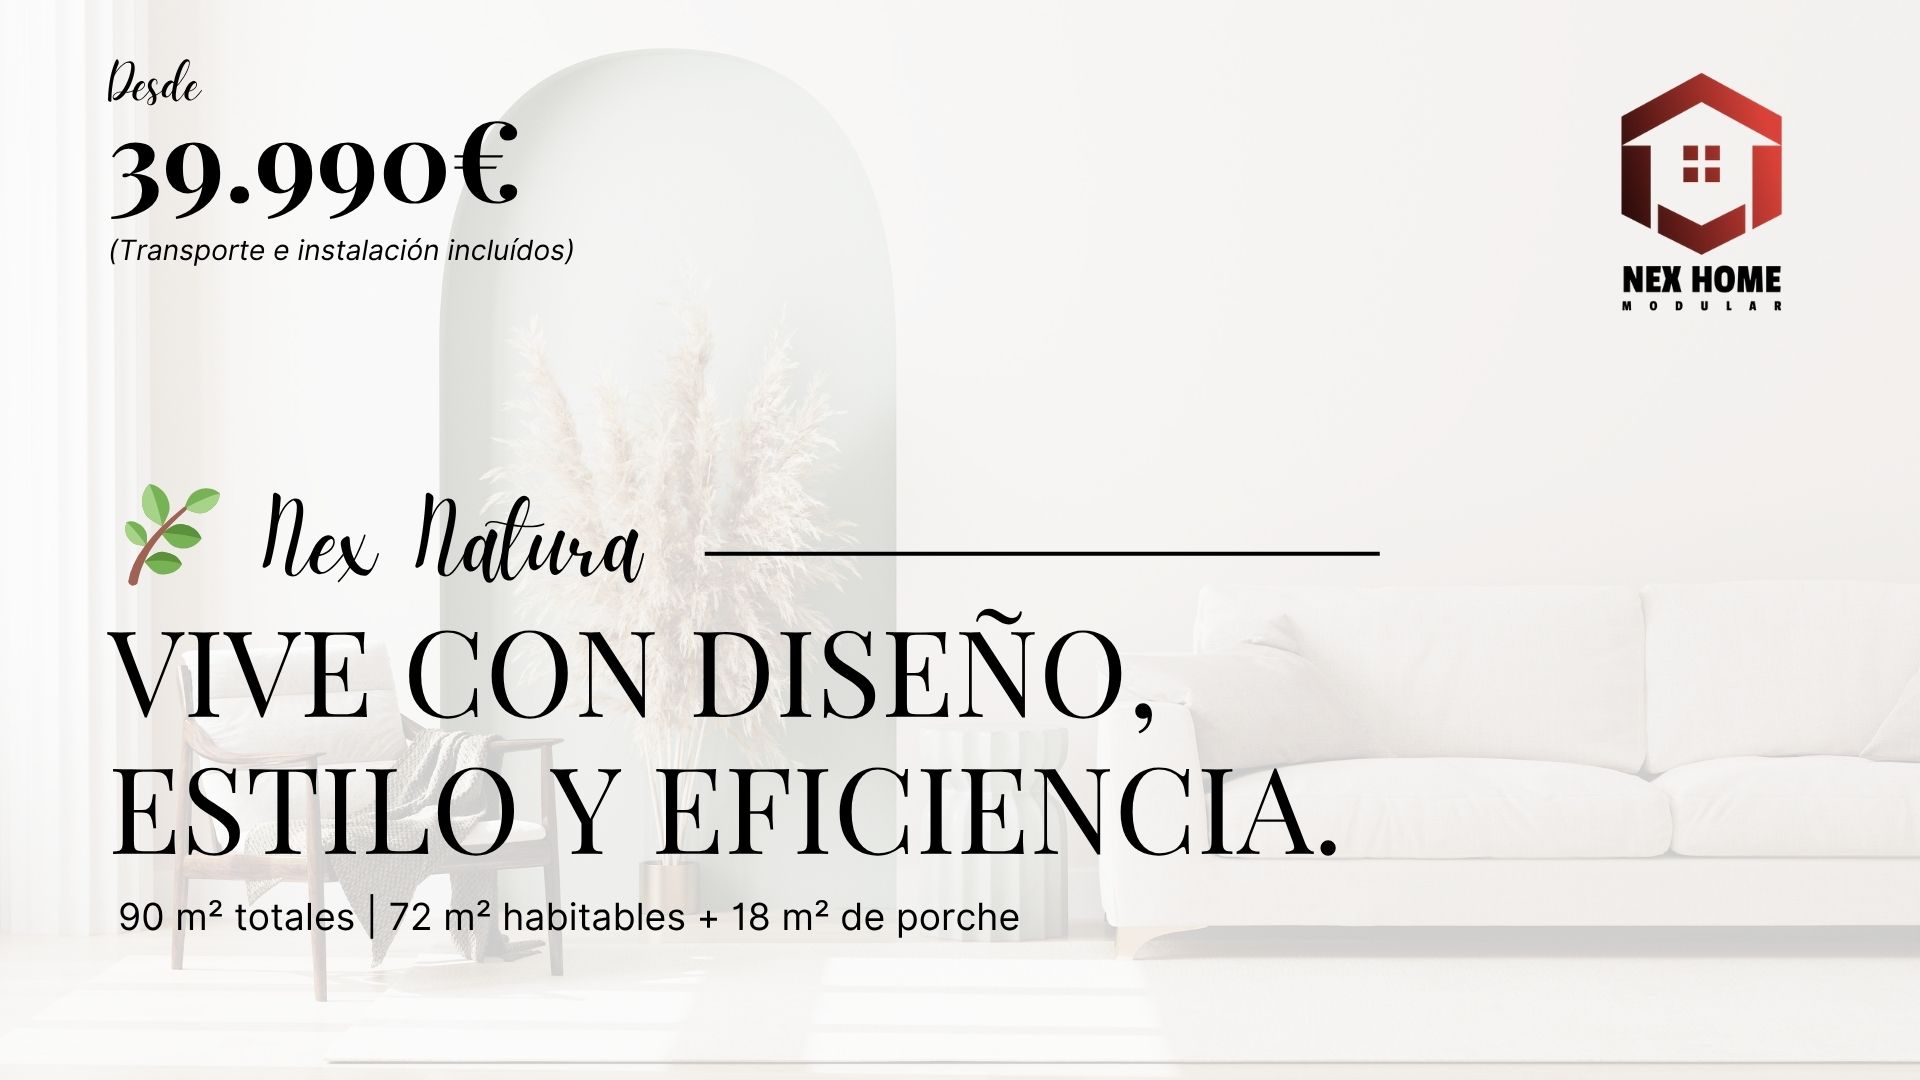 Desde
39.990€
(Transporte e instalación incluídos)
NEX HOME
MODULAR
Nex Natura
VIVE CON DISEÑO,
ESTILO Y EFICIENCIA.
90 m² totales | 72 m² habitables + 18 m² de porche